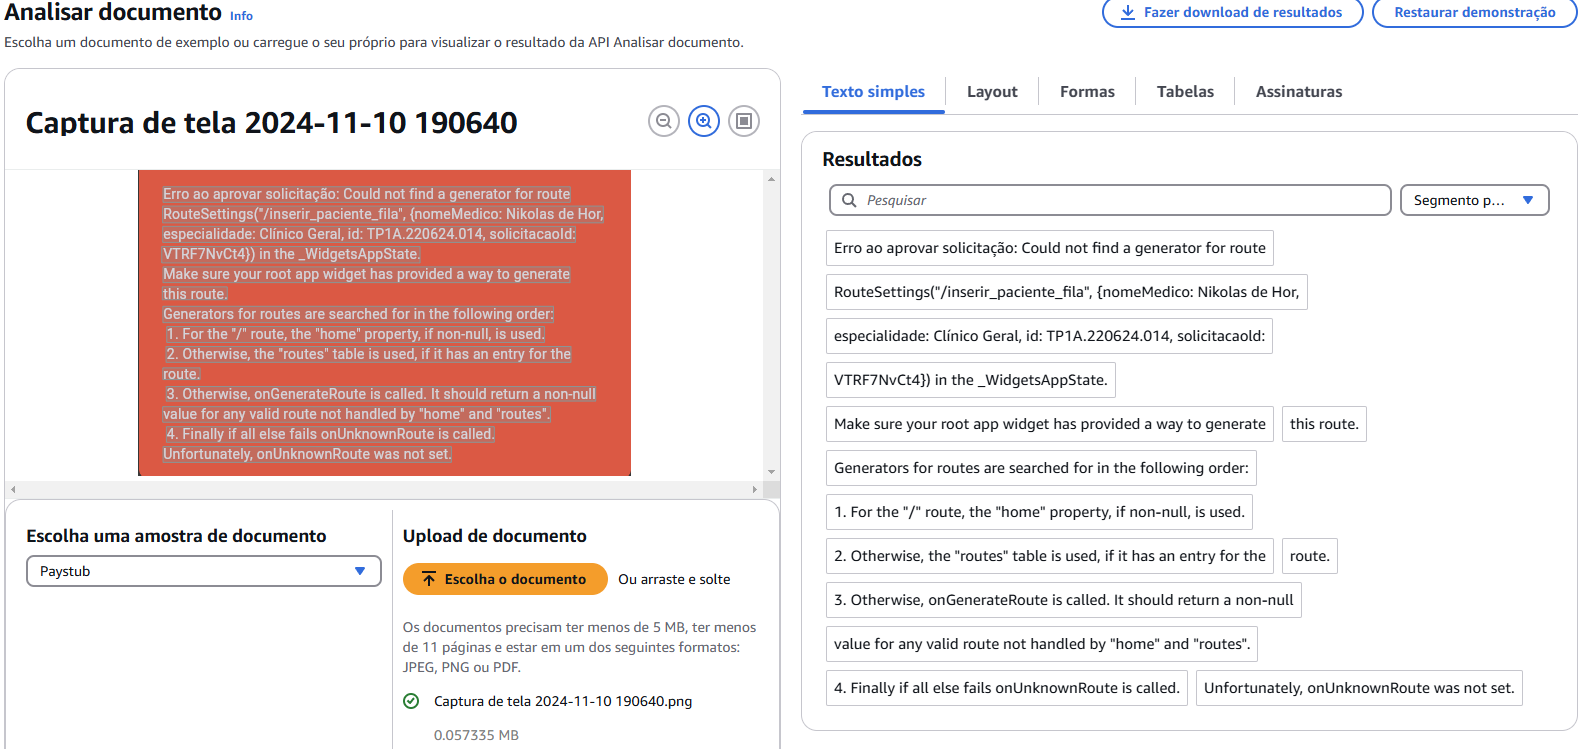 Analisar documento Info
Fazer download de resultados
Restaurar demonstração
Escolha um documento de exemplo ou carregue o seu próprio para visualizar o resultado da API Analisar documento.
Captura de tela 2024-11-10 190640
Erro ao aprovar solicitação: Could not find a generator for route
RouteSettings("/inserir_paciente_fila", {nomeMedico: Nikolas de Hor,
especialidade: Clínico Geral, id: TP1A.220624.014, solicitacaoId:
VTRF7NvCt4}) in the _WidgetsAppState.
Make sure your root app widget has provided a way to generate
this route.
Generators for routes are searched for in the following order:
1. For the "/" route, the "home" property, if non-null, is used.
2. Otherwise, the "routes" table is used, if it has an entry for the
route.
3. Otherwise, onGenerateRoute is called. It should return a non-null
value for any valid route not handled by "home" and "routes".
4. Finally if all else fails onUnknownRoute is called.
Unfortunately, onUnknownRoute was not set.
Escolha uma amostra de documento
Paystub
Upload de documento
Escolha o documento
Ou arraste e solte
Os documentos precisam ter menos de 5 MB, ter menos
de 11 páginas e estar em um dos seguintes formatos:
JPEG, PNG ou PDF.
Captura de tela 2024-11-10 190640.png
0.057335 MB
Texto simples
Layout
Formas
Tabelas
Assinaturas
Resultados
Pesquisar
Segmento p...
Erro ao aprovar solicitação: Could not find a generator for route
RouteSettings("/inserir_paciente_fila", {nomeMedico: Nikolas de Hor,
especialidade: Clínico Geral, id: TP1A.220624.014, solicitacaoId:
VTRF7NvCt4}) in the _WidgetsAppState.
Make sure your root app widget has provided a way to generate
this route.
Generators for routes are searched for in the following order:
1. For the "/" route, the "home" property, if non-null, is used.
2. Otherwise, the "routes" table is used, if it has an entry for the
route.
3. Otherwise, onGenerateRoute is called. It should return a non-null
value for any valid route not handled by "home" and "routes".
4. Finally if all else fails onUnknownRoute is called.
Unfortunately, onUnknownRoute was not set.